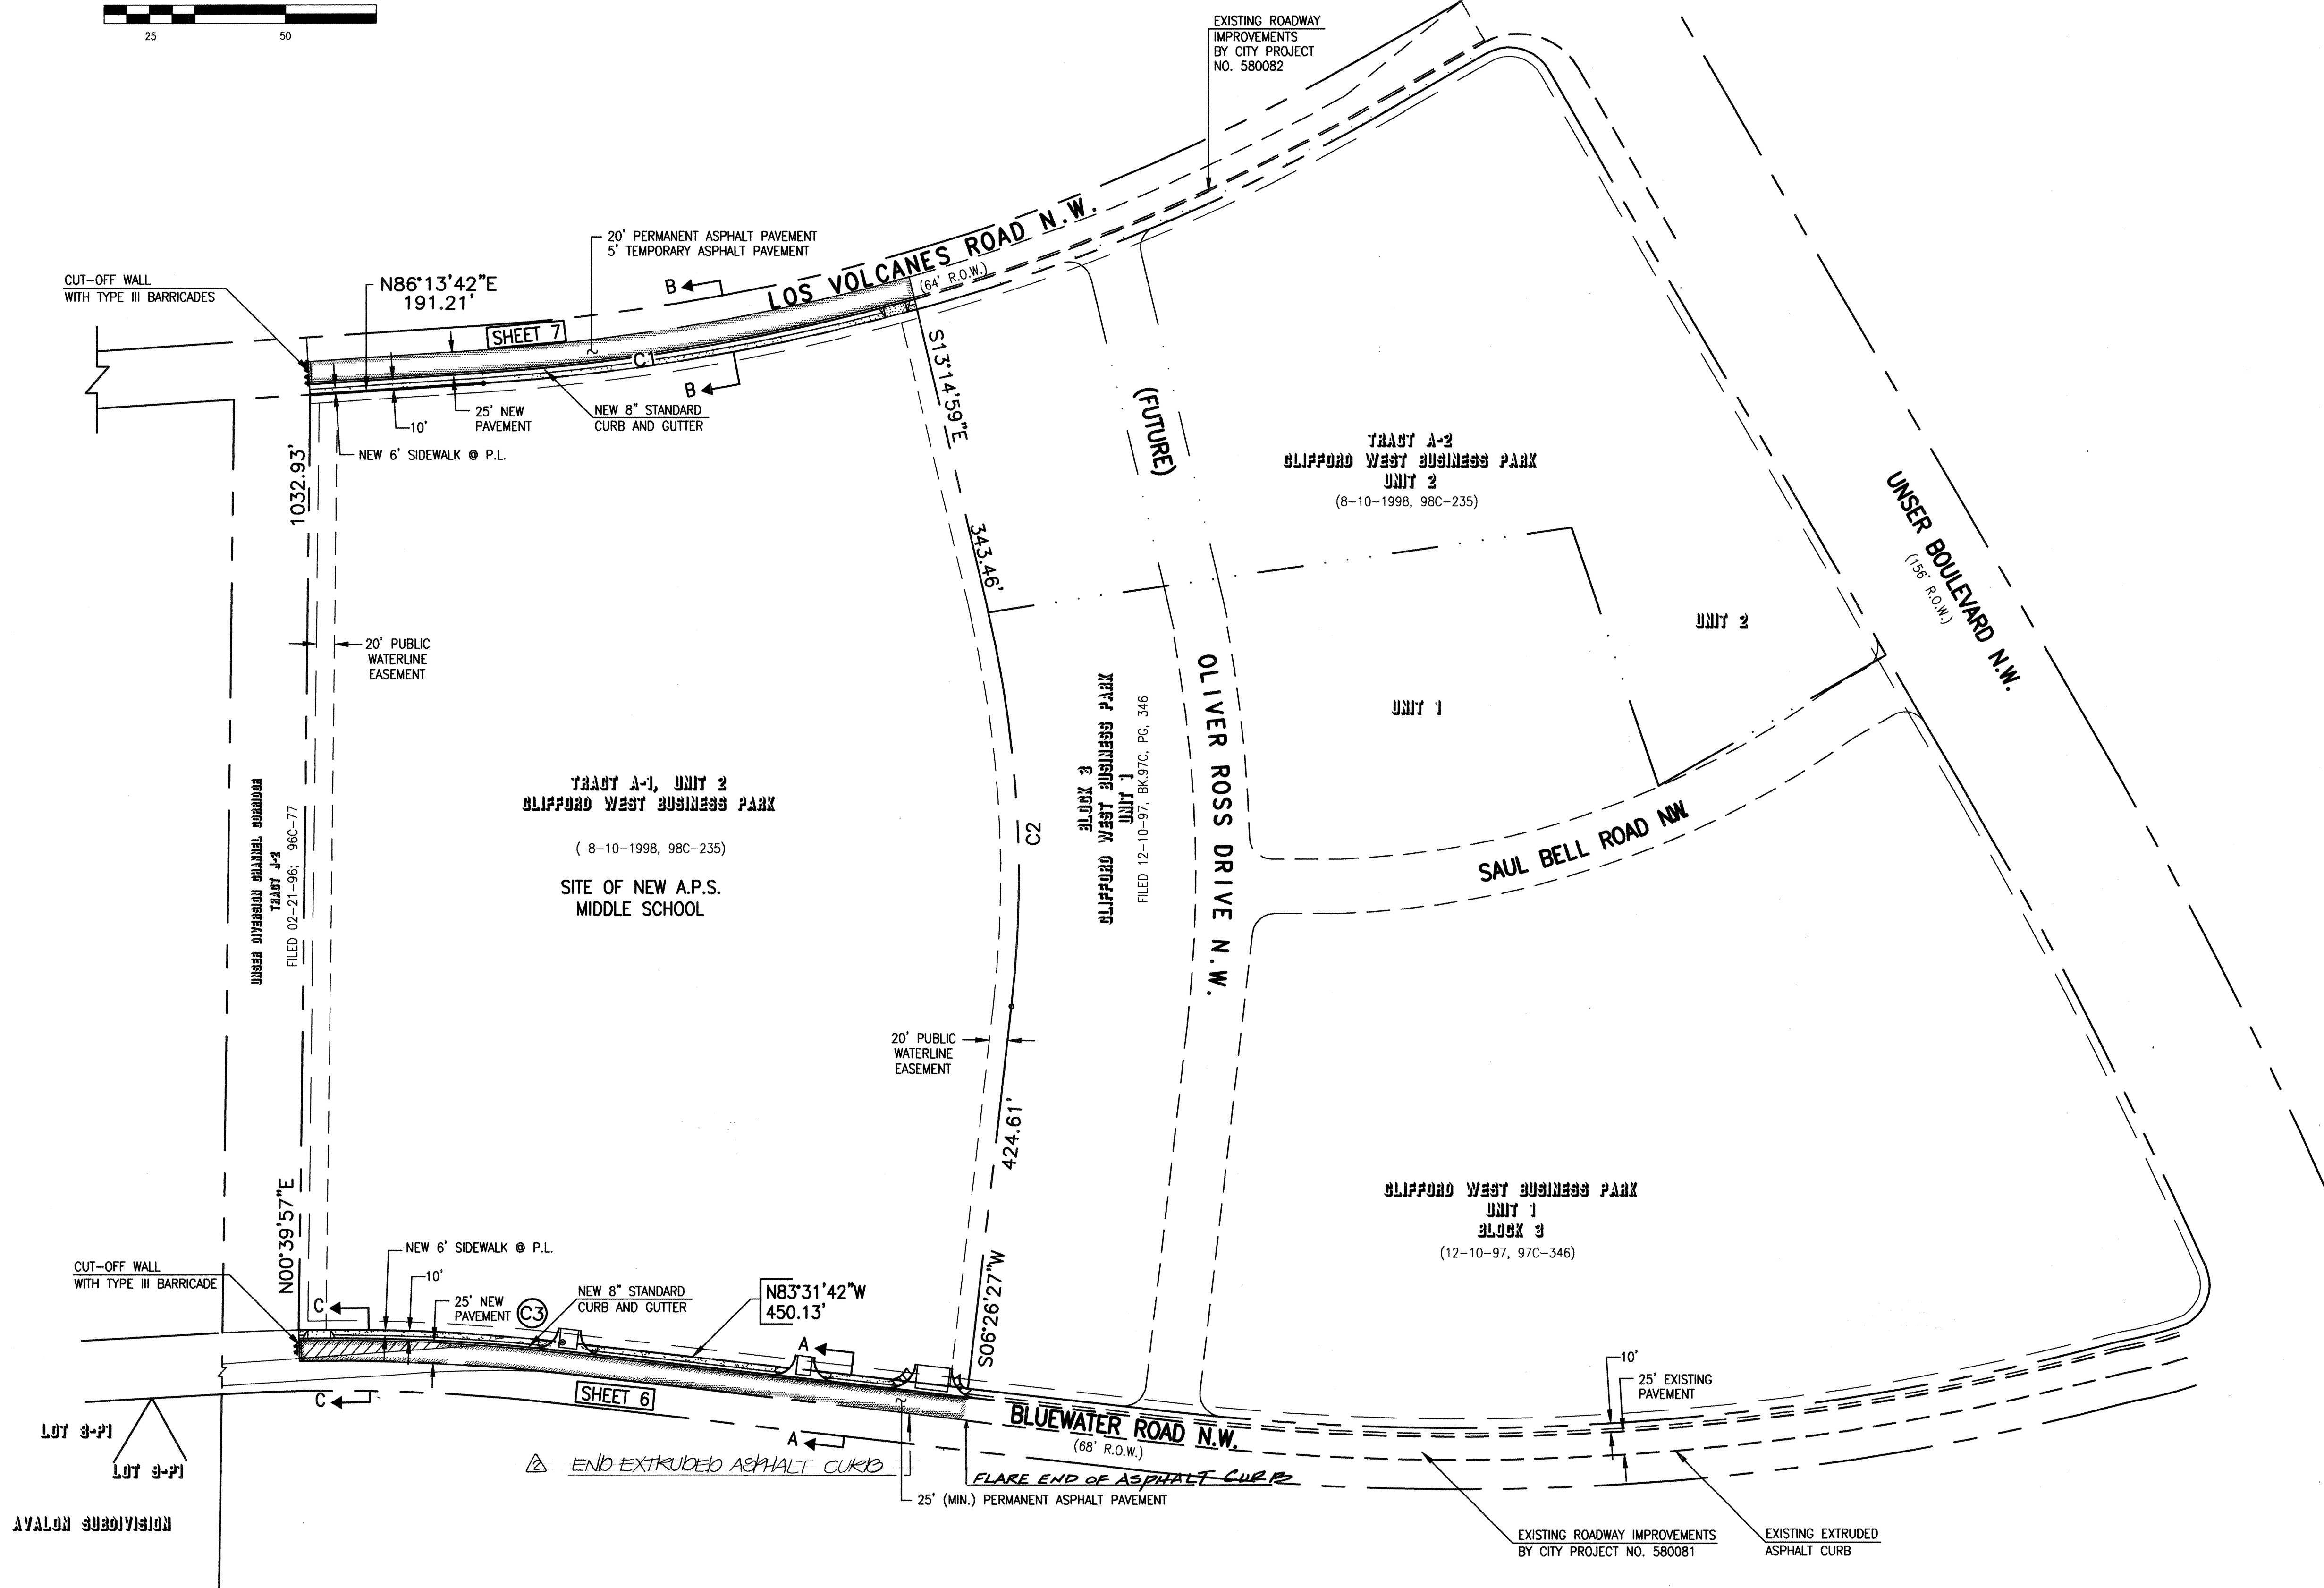 25 50
EXISTING ROADWAY
IMPROVEMENTS
BY CITY PROJECT
NO. 580082
20' PERMANENT ASPHALT PAVEMENT
5' TEMPORARY ASPHALT PAVEMENT
LOS VOLCANES ROAD N.W.
(64' R.O.W.)
CUT-OFF WALL
WITH TYPE III BARRICADES
N86°13'42"E
191.21'
B
SHEET 7
C1
B
25' NEW
PAVEMENT
10'
NEW 8" STANDARD
CURB AND GUTTER
NEW 6' SIDEWALK @ P.L.
1032.93'
S13°14'59"E
343.46'
(FUTURE)
TRACT A-2
CLIFFORD WEST BUSINESS PARK
UNIT 2
(8-10-1998, 98C-235)
UNSER BOULEVARD N.W.
(156' R.O.W.)
UNIT 2
UNIT 1
20' PUBLIC
WATERLINE
EASEMENT
BLOCK 3
CLIFFORD WEST BUSINESS PARK
UNIT 1
FILED 12-10-97, BK.97C, PG, 346
OLIVER ROSS DRIVE N.W.
TRACT A-1, UNIT 2
CLIFFORD WEST BUSINESS PARK
( 8-10-1998, 98C-235)
SITE OF NEW A.P.S.
MIDDLE SCHOOL
UNSER DIVERSION CHANNEL CORRIDOR
TRACT J-2
FILED 02-21-96; 96C-77
C2
SAUL BELL ROAD N.W.
20' PUBLIC
WATERLINE
EASEMENT
424.61'
CLIFFORD WEST BUSINESS PARK
UNIT 1
BLOCK 3
(12-10-97, 97C-346)
N00°39'57"E
S06°26'27"W
NEW 6' SIDEWALK @ P.L.
CUT-OFF WALL
WITH TYPE III BARRICADE
10'
C
25' NEW
PAVEMENT
C3
NEW 8" STANDARD
CURB AND GUTTER
N83°31'42"W
450.13'
A
C
SHEET 6
A
BLUEWATER ROAD N.W.
(68' R.O.W.)
10'
25' EXISTING
PAVEMENT
LOT 8-P1
LOT 9-P1
AVALON SUBDIVISION
2 END EXTRUDED ASPHALT CURB
FLARE END OF ASPHALT CURB
25' (MIN.) PERMANENT ASPHALT PAVEMENT
EXISTING ROADWAY IMPROVEMENTS
BY CITY PROJECT NO. 580081
EXISTING EXTRUDED
ASPHALT CURB